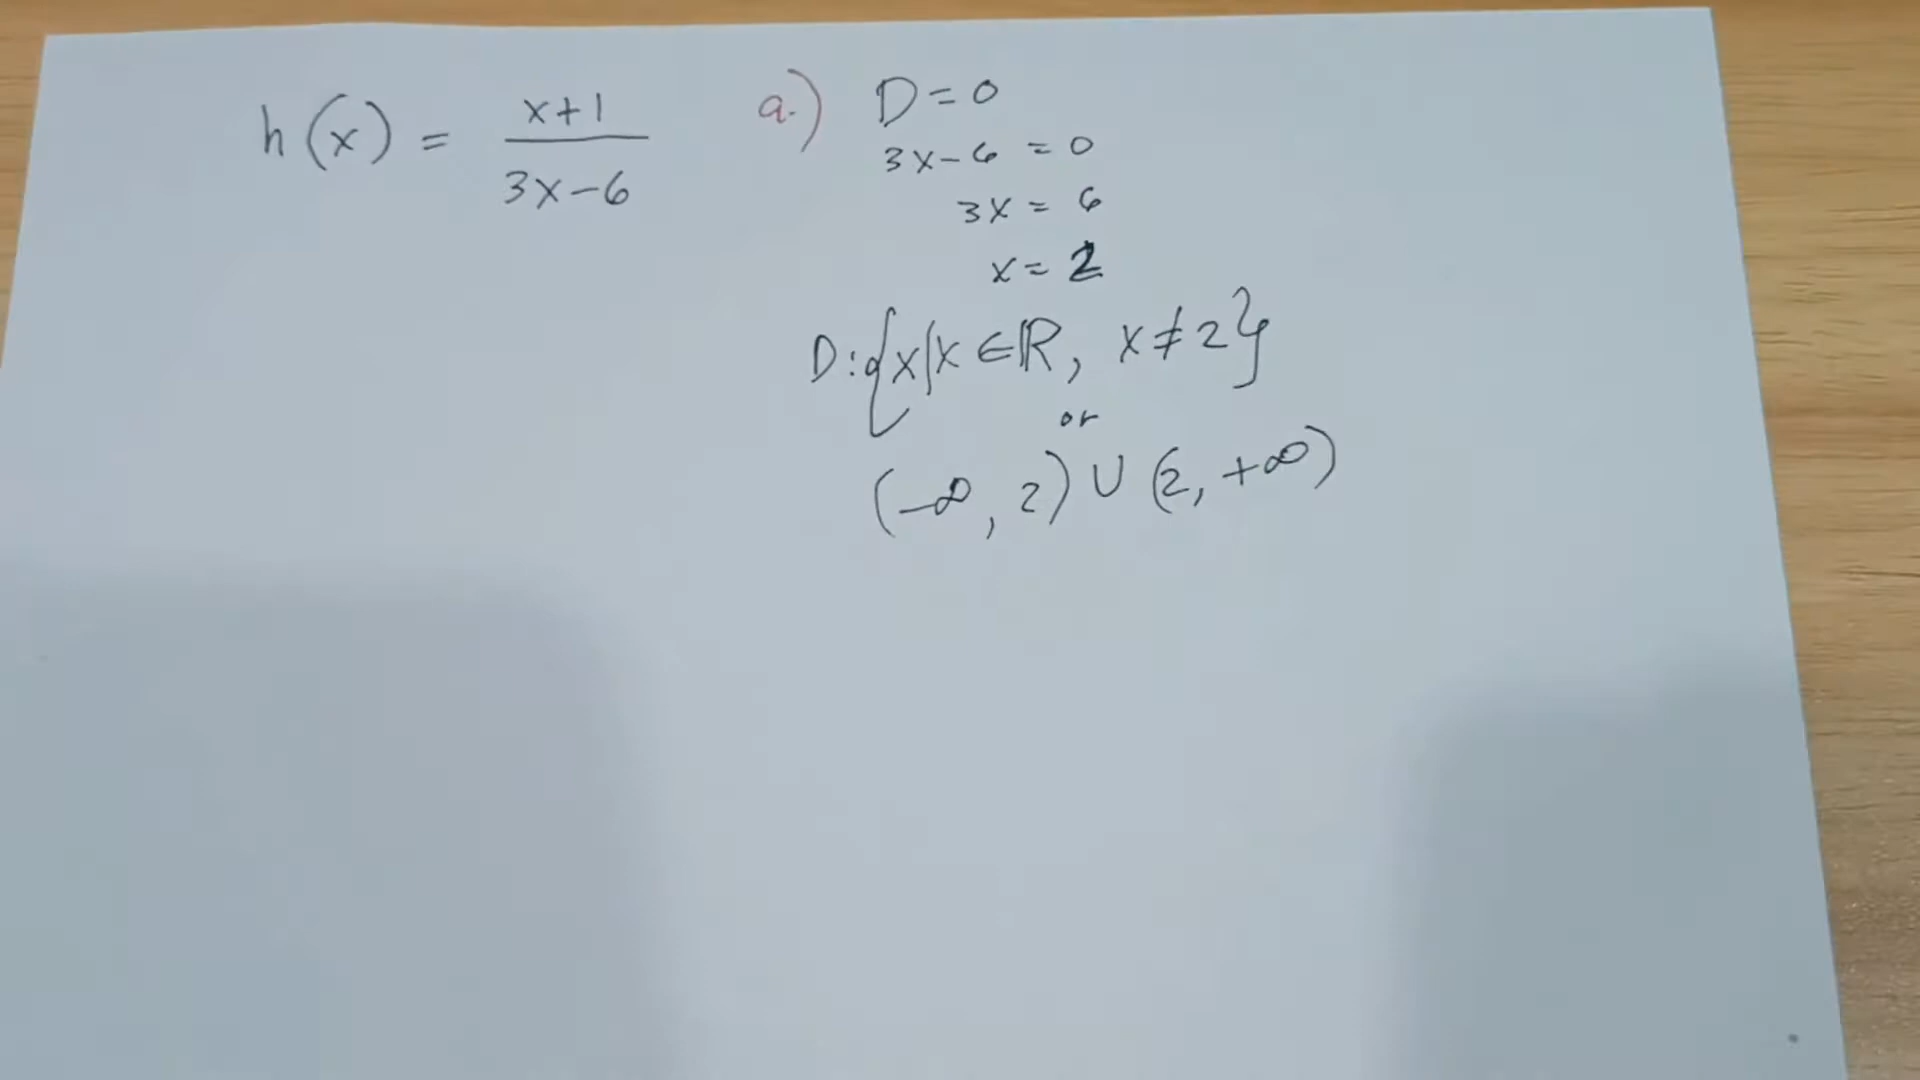 h(x) = x+1 / 3x-6
a.) D=0
3x-6 = 0
3x = 6
x = 2
D:{x|x ∈ ℝ, x≠2}
or
(-∞, 2) ∪ (2, +∞)